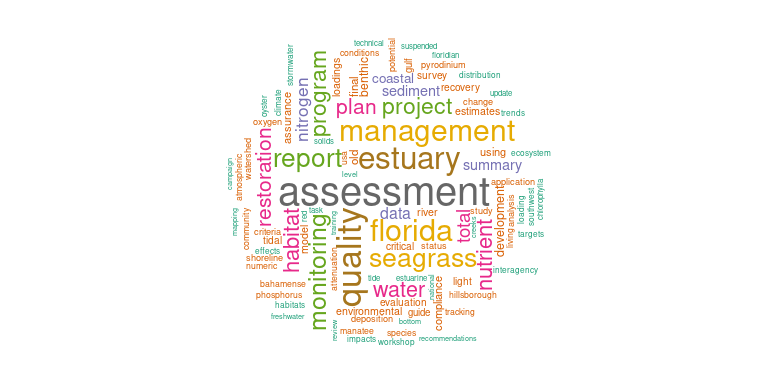 technical
suspended
floridian
conditions
potential
gulf
stormwater
program
loadings
final
benthic
pyrodinium
coastal
survey
distribution
sediment
recovery
update
oyster
climate
assurance
nitrogen
plan
project
change
estimates
trends
oxygen
management
solids
restoration
watershed
atmospheric
campaign
report
usa
old
estuary
using
ecosystem
summary
level
assessment
application
mapping
community
criteria
tidal
effects
shoreline
numeric
habitat
model
red
task
monitoring
training
attenuation
quality
data
river
florida
critical
status
seagrass
total
creeks
study
nutrient
development
living
analysis
loading
southwest
chlorophylla
targets
interagency
bahamense
phosphorus
habitats
freshwater
tide
estuarine
water
national
light
hillsborough
evaluation
compliance
environmental
guide
tracking
deposition
bottom
review
manatee
impacts
species
workshop
recommendations